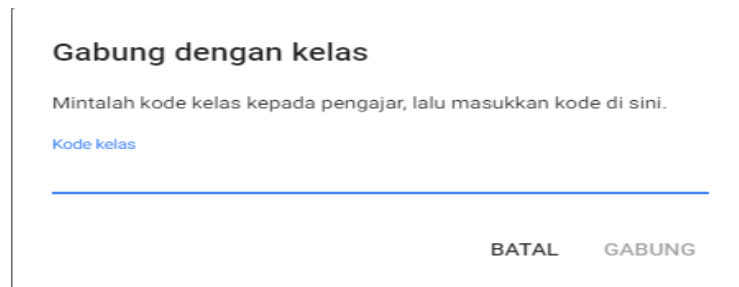 Gabung dengan kelas
Mintalah kode kelas kepada pengajar, lalu masukkan kode di sini.
Kode kelas
BATAL GABUNG